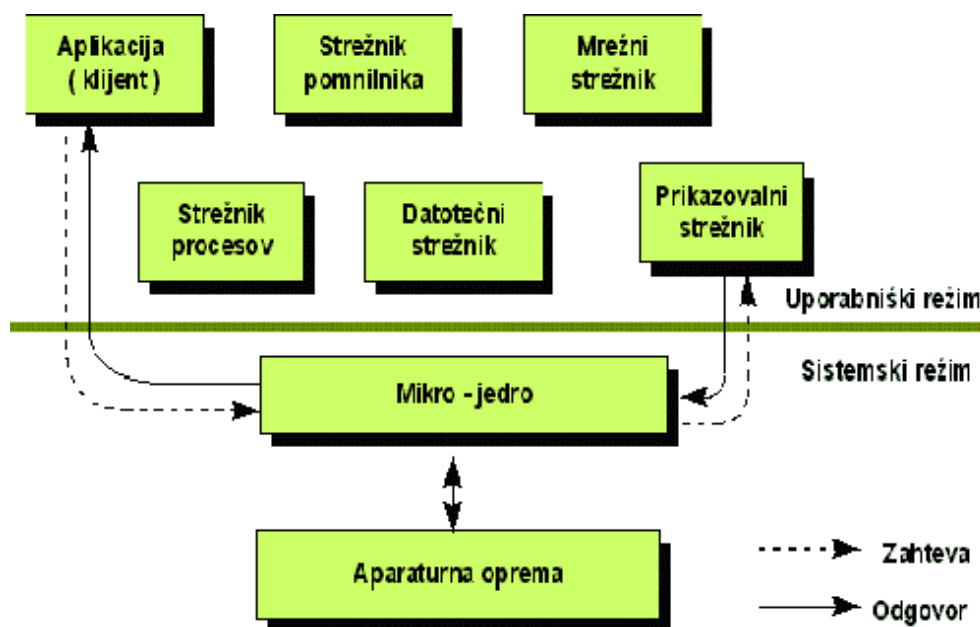 Aplikacija
( klijent )
Strežnik
pomnilnika
Mrežni
strežnik
Strežnik
procesov
Datotečni
strežnik
Prikazovalni
strežnik
Uporabniški režim
Sistemski režim
Mikro - jedro
Aparaturna oprema
Zahteva
Odgovor